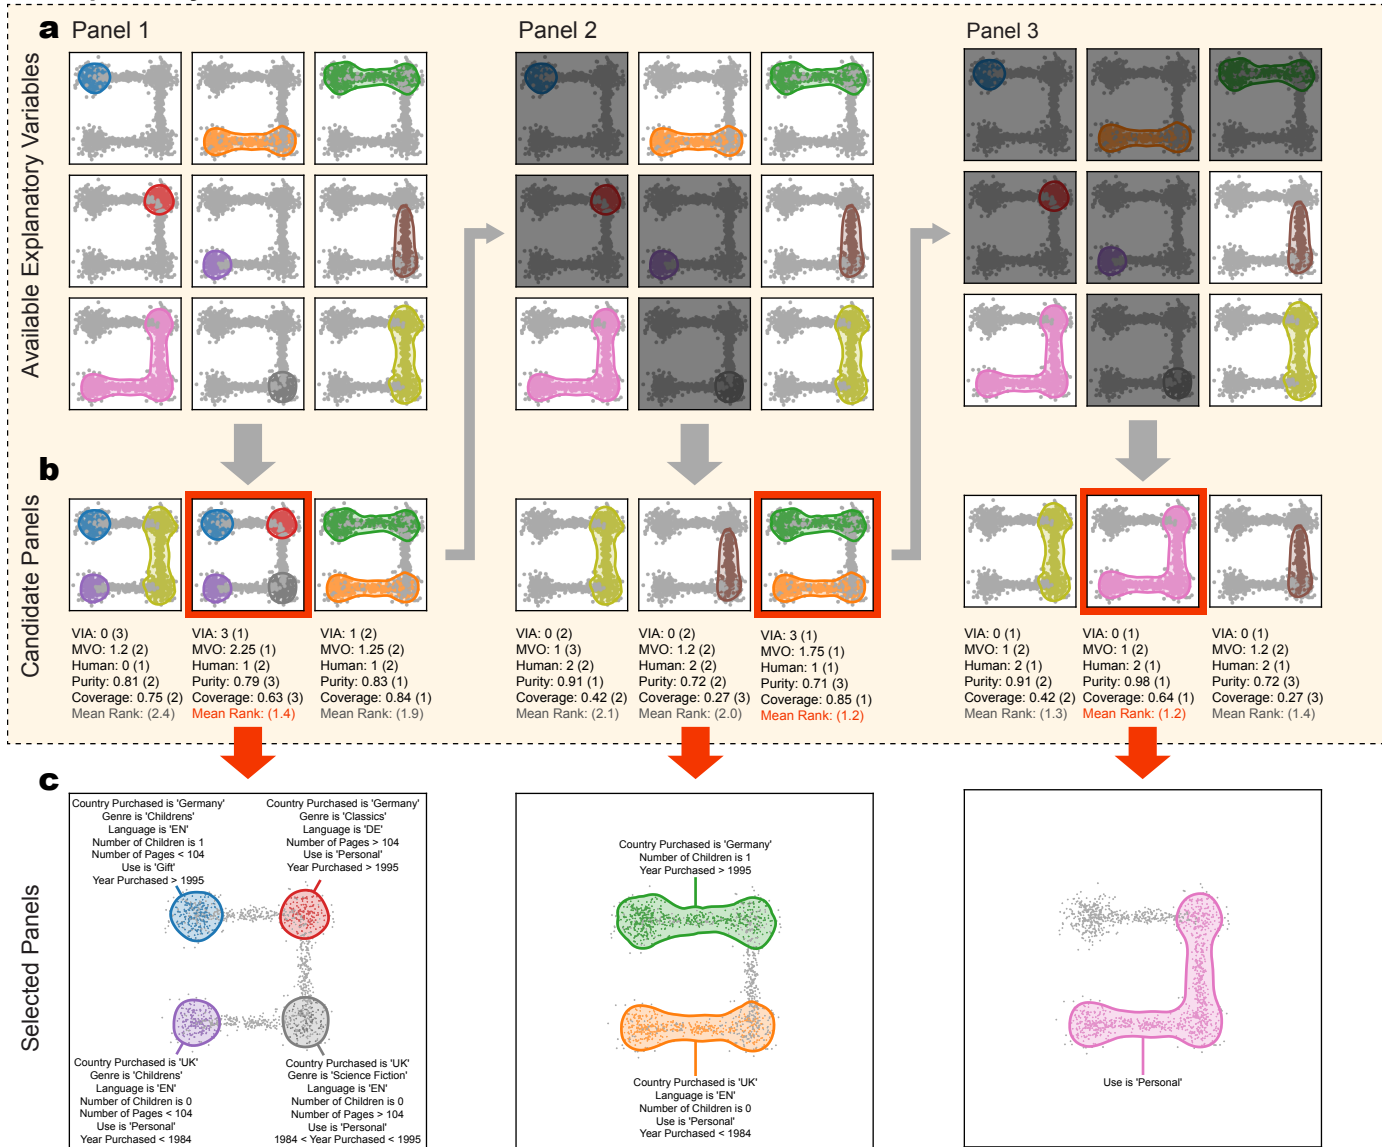 a Panel 1
Panel 2
Panel 3
Available Explanatory Variables
b
Candidate Panels
VIA: 0 (3)
MVO: 1.2 (2)
Human: 0 (1)
Purity: 0.81 (2)
Coverage: 0.75 (2)
Mean Rank: (2.4)
VIA: 3 (1)
MVO: 2.25 (1)
Human: 1 (2)
Purity: 0.79 (3)
Coverage: 0.63 (3)
Mean Rank: (1.4)
VIA: 1 (2)
MVO: 1.25 (2)
Human: 1 (2)
Purity: 0.83 (1)
Coverage: 0.84 (1)
Mean Rank: (1.9)
VIA: 0 (2)
MVO: 1 (3)
Human: 2 (2)
Purity: 0.91 (1)
Coverage: 0.42 (2)
Mean Rank: (2.1)
VIA: 0 (2)
MVO: 1.2 (2)
Human: 2 (2)
Purity: 0.72 (2)
Coverage: 0.27 (3)
Mean Rank: (2.0)
VIA: 3 (1)
MVO: 1.75 (1)
Human: 1 (1)
Purity: 0.71 (3)
Coverage: 0.85 (1)
Mean Rank: (1.2)
VIA: 0 (1)
MVO: 1 (2)
Human: 2 (1)
Purity: 0.91 (2)
Coverage: 0.42 (2)
Mean Rank: (1.3)
VIA: 0 (1)
MVO: 1 (2)
Human: 2 (1)
Purity: 0.98 (1)
Coverage: 0.64 (1)
Mean Rank: (1.2)
VIA: 0 (1)
MVO: 1.2 (2)
Human: 2 (1)
Purity: 0.72 (3)
Coverage: 0.27 (3)
Mean Rank: (1.4)
c
Selected Panels
Country Purchased is 'Germany'
Genre is 'Childrens'
Language is 'EN'
Number of Children is 1
Number of Pages < 104
Use is 'Gift'
Year Purchased > 1995
Country Purchased is 'Germany'
Genre is 'Classics'
Language is 'DE'
Number of Pages > 104
Use is 'Personal'
Year Purchased > 1995
Country Purchased is 'UK'
Genre is 'Childrens'
Language is 'EN'
Number of Children is 0
Number of Pages < 104
Use is 'Personal'
Year Purchased < 1984
Country Purchased is 'UK'
Genre is 'Science Fiction'
Language is 'EN'
Number of Children is 0
Number of Pages > 104
Use is 'Personal'
1984 < Year Purchased < 1995
Country Purchased is 'Germany'
Number of Children is 1
Year Purchased > 1995
Country Purchased is 'UK'
Language is 'EN'
Number of Children is 0
Use is 'Personal'
Year Purchased < 1984
Use is 'Personal'